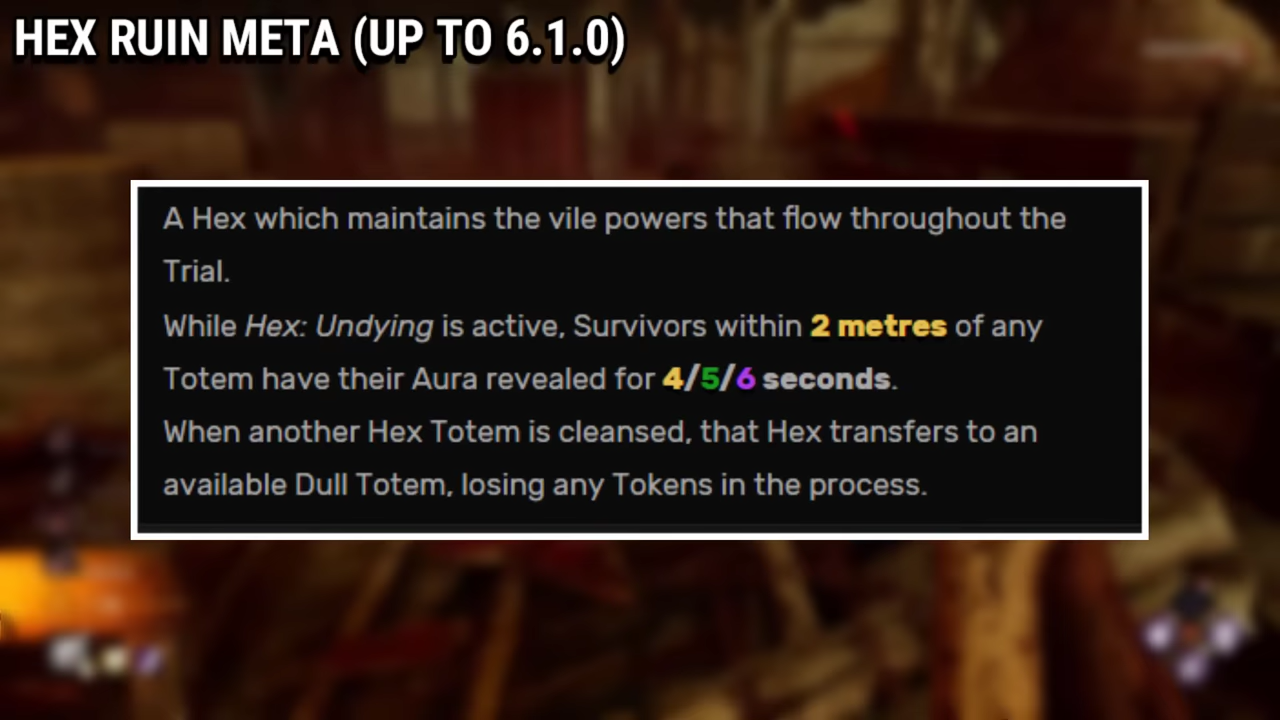 HEX RUIN META (UP TO 6.1.0)
A Hex which maintains the vile powers that flow throughout the
Trial.
While Hex: Undying is active, Survivors within 2 metres of any
Totem have their Aura revealed for 4/5/6 seconds.
When another Hex Totem is cleansed, that Hex transfers to an
available Dull Totem, losing any Tokens in the process.